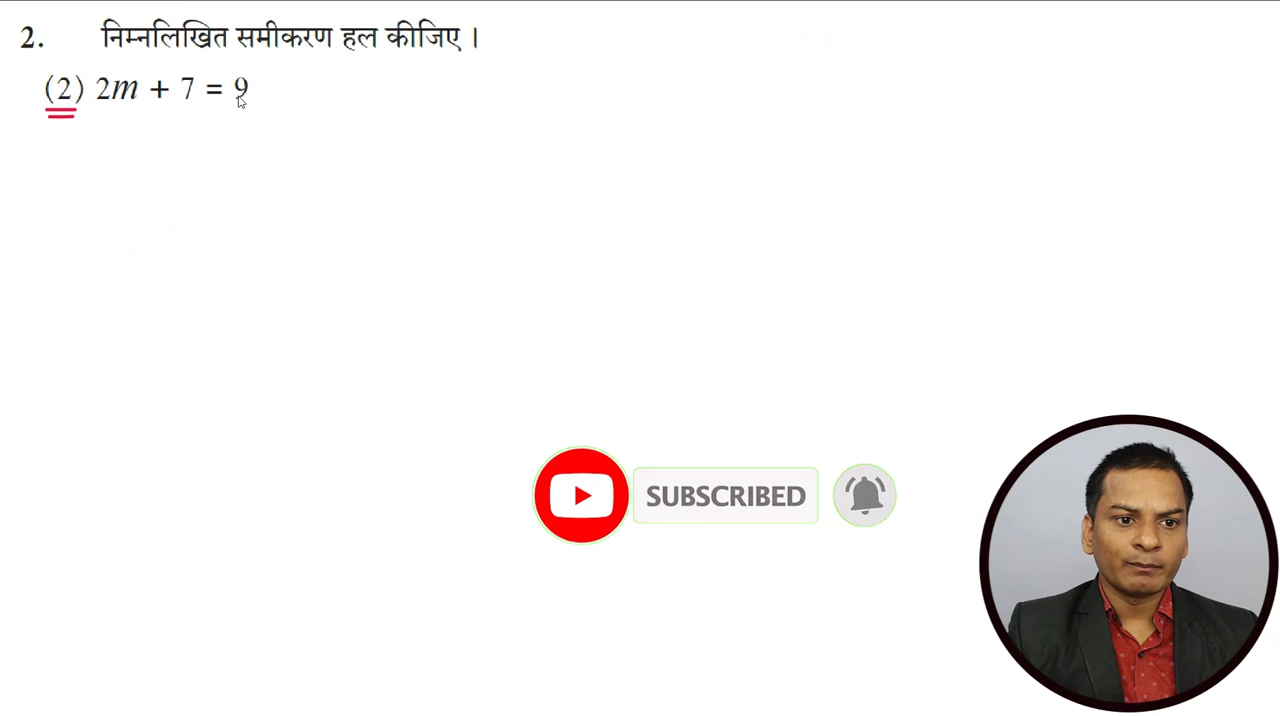 2. निम्नलिखित समीकरण हल कीजिए ।
(2) 2m + 7 = 9
SUBSCRIBED